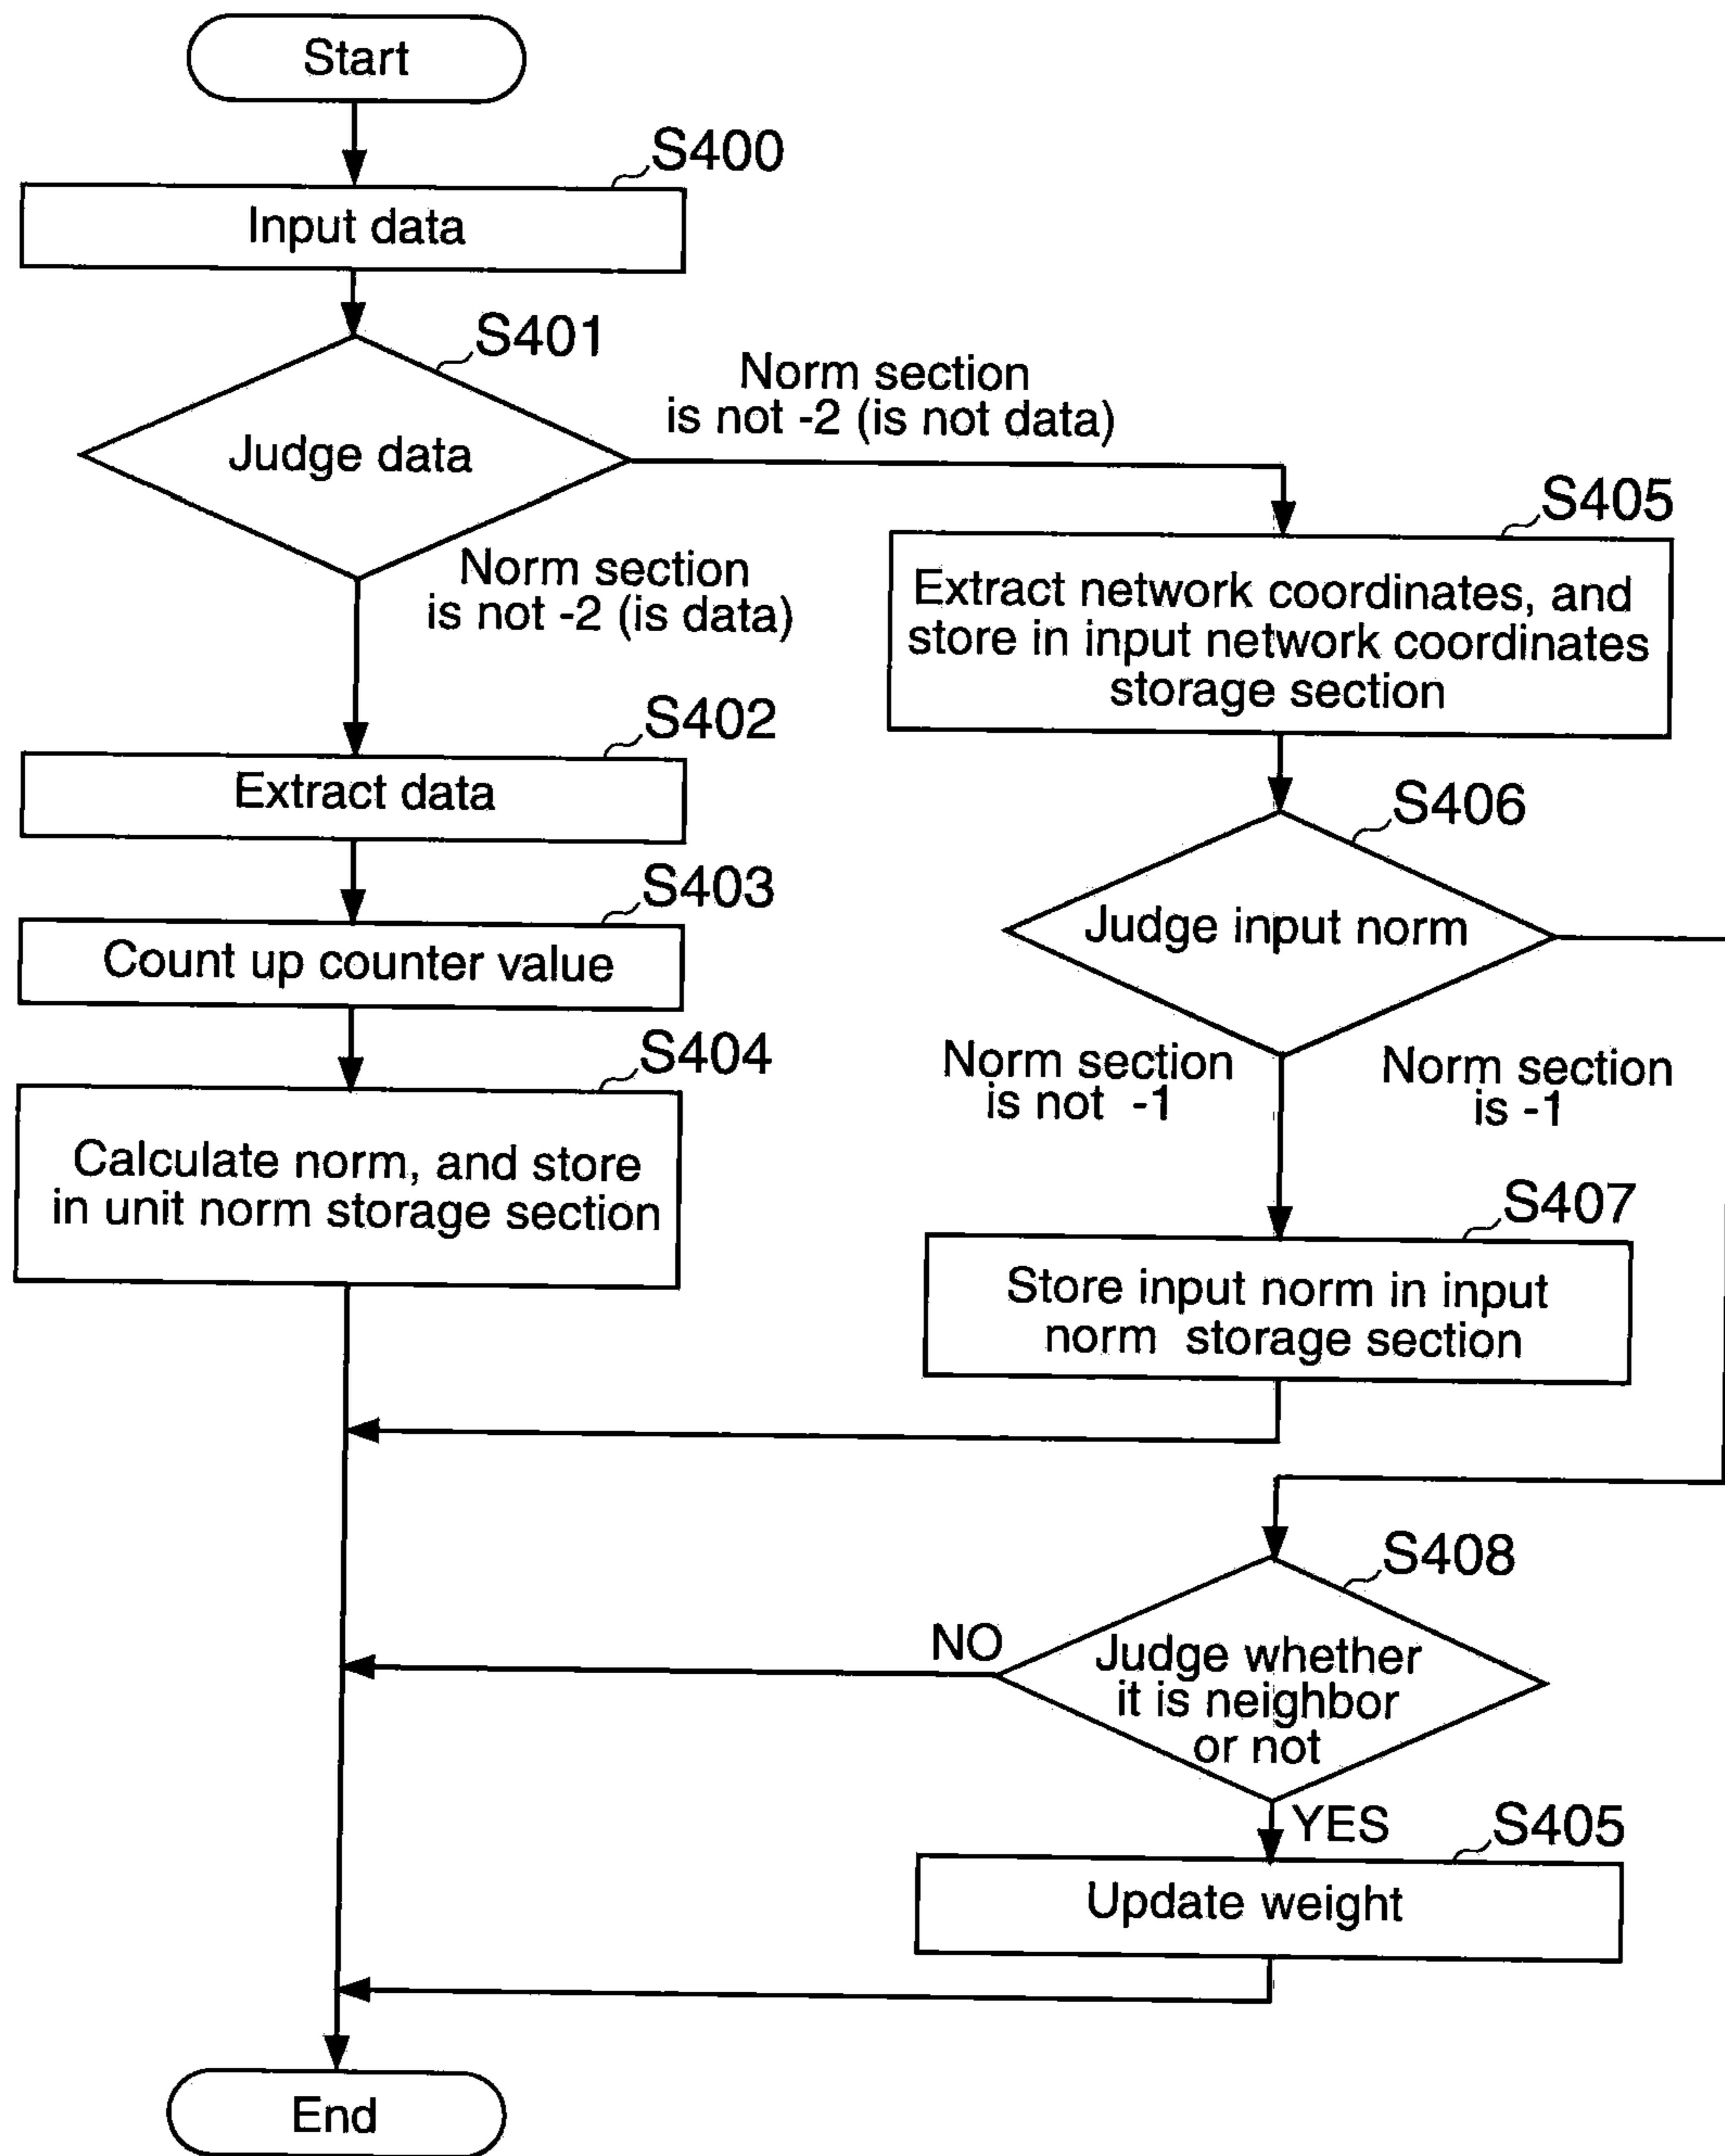 Start
S400
Input data
S401
Judge data
Norm section
is not -2 (is not data)
Norm section
is not -2 (is data)
S402
Extract data
S403
Count up counter value
S404
Calculate norm, and store
in unit norm storage section
S405
Extract network coordinates, and
store in input network coordinates
storage section
S406
Judge input norm
Norm section
is not -1
Norm section
is -1
S407
Store input norm in input
norm storage section
S408
Judge whether
it is neighbor
or not
NO
YES
S405
Update weight
End